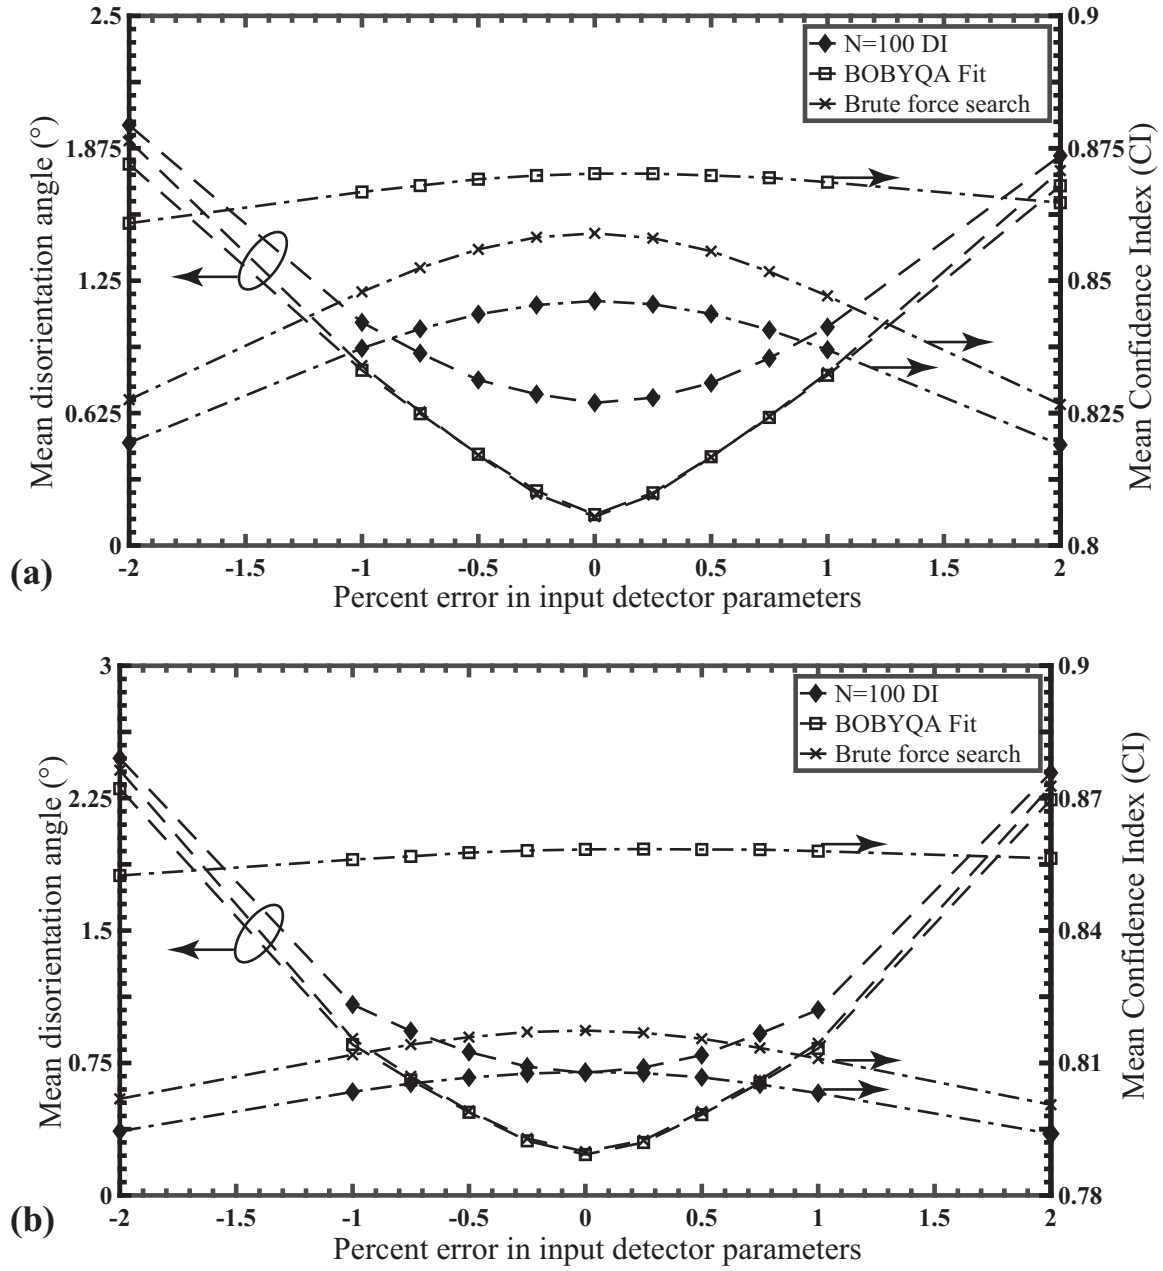 2.5
0.9
N=100 DI
BOBYQA Fit
Brute force search
1.875
0.875
1.25
0.85
0.625
0.825
0
0.8
Mean disorientation angle (°)
Mean Confidence Index (CI)
-2 -1.5 -1 -0.5 0 0.5 1 1.5 2
(a)
Percent error in input detector parameters
3
0.9
N=100 DI
BOBYQA Fit
Brute force search
2.25
0.87
1.5
0.84
0.75
0.81
0
0.78
Mean disorientation angle (°)
Mean Confidence Index (CI)
-2 -1.5 -1 -0.5 0 0.5 1 1.5 2
(b)
Percent error in input detector parameters